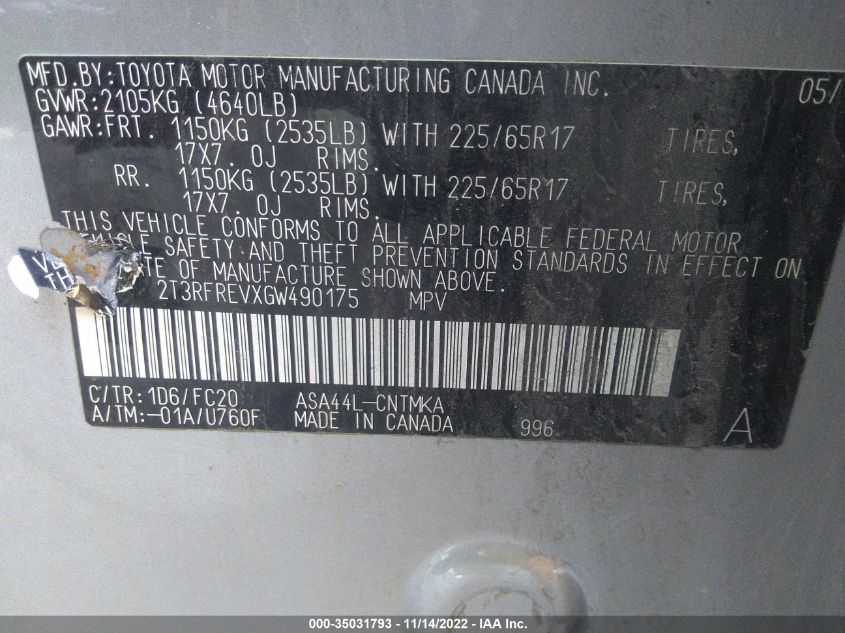 MFD.BY:TOYOTA MOTOR MANUFACTURING CANADA INC. 05/
GVWR:2105KG (4640LB)
GAWR:FRT. 1150KG (2535LB) WITH 225/65R17 TIRES,
17X7.0J RIMS.
RR. 1150KG (2535LB) WITH 225/65R17 TIRES,
17X7.0J RIMS.
THIS VEHICLE CONFORMS TO ALL APPLICABLE FEDERAL MOTOR
SAFETY AND THEFT PREVENTION STANDARDS IN EFFECT ON
OF MANUFACTURE SHOWN ABOVE.
2T3RFREVXGW490175 MPV
C/TR:1D6/FC20 ASA44L-CNTMKA
A/TM:-01A/U760F MADE IN CANADA 996 A
000-35031793 - 11/14/2022 - IAA Inc.